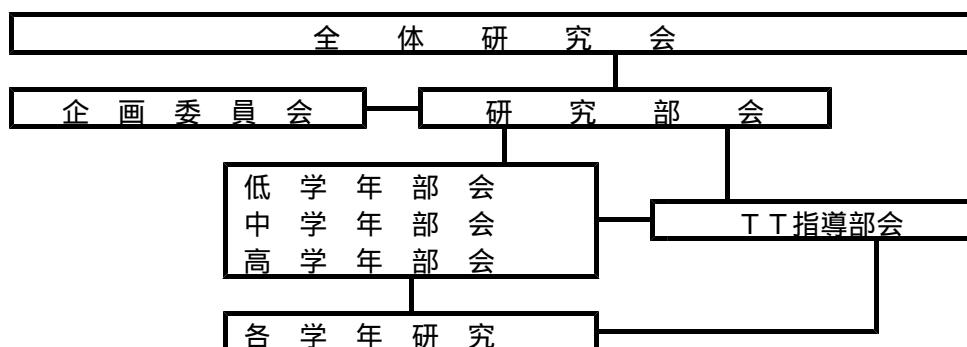 全体研究会
企画委員会
研究部会
低学年部会
中学年部会
高学年部会
ＴＴ指導部会
各学年研究